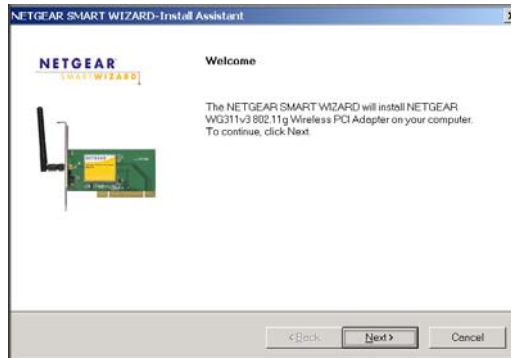 NETGEAR SMART WIZARD-Install Assistant
NETGEAR
SMARTWIZARD
Welcome
The NETGEAR SMART WIZARD will install NETGEAR
WG311v3 802.11g Wireless PCI Adapter on your computer.
To continue, click Next
NETGEAR
<Back
Next>
Cancel